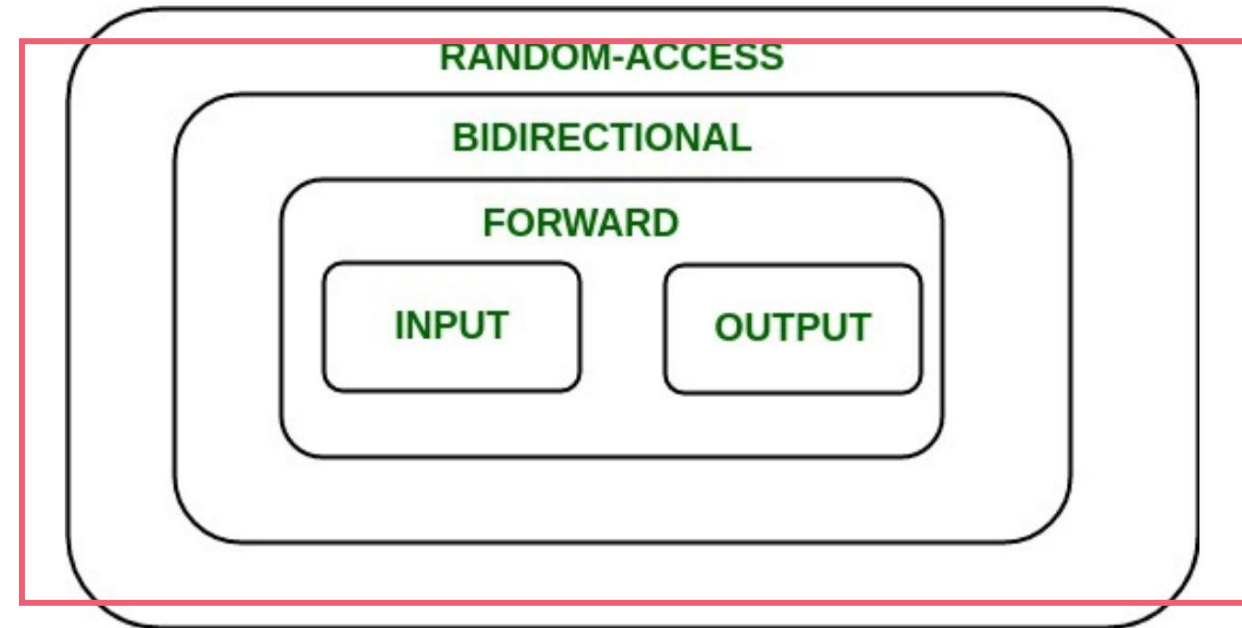 RANDOM-ACCESS
BIDIRECTIONAL
FORWARD
INPUT
OUTPUT